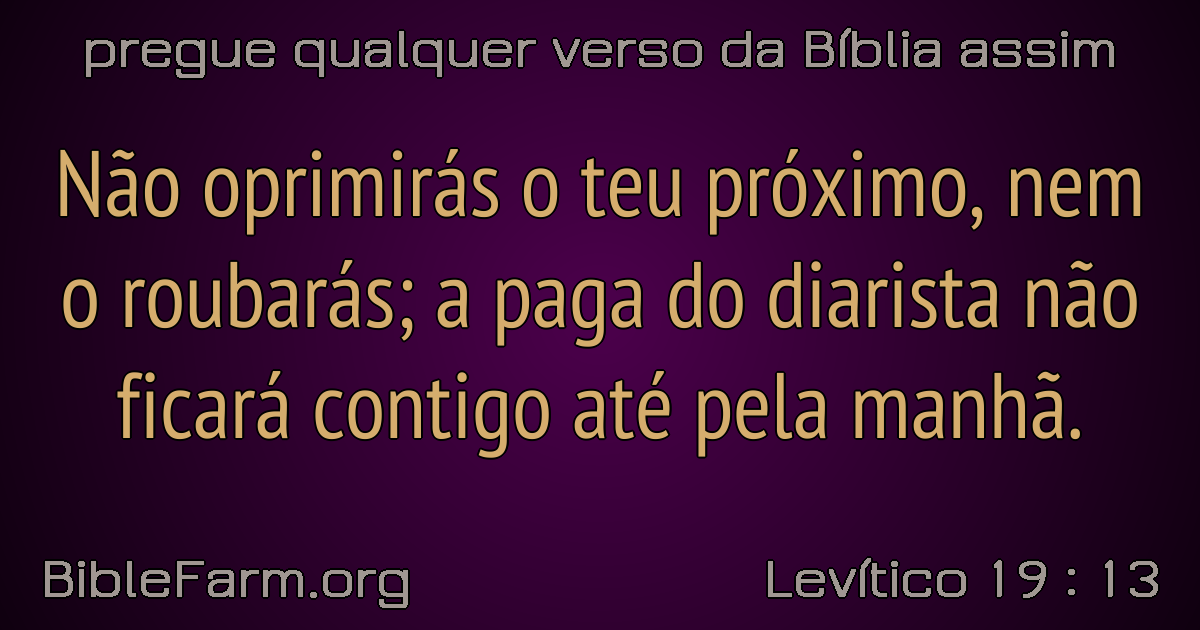 pregue qualquer verso da Bíblia assim
Não oprimirás o teu próximo, nem
o roubarás; a paga do diarista não
ficará contigo até pela manhã.
BibleFarm.org
Levítico 19 : 13